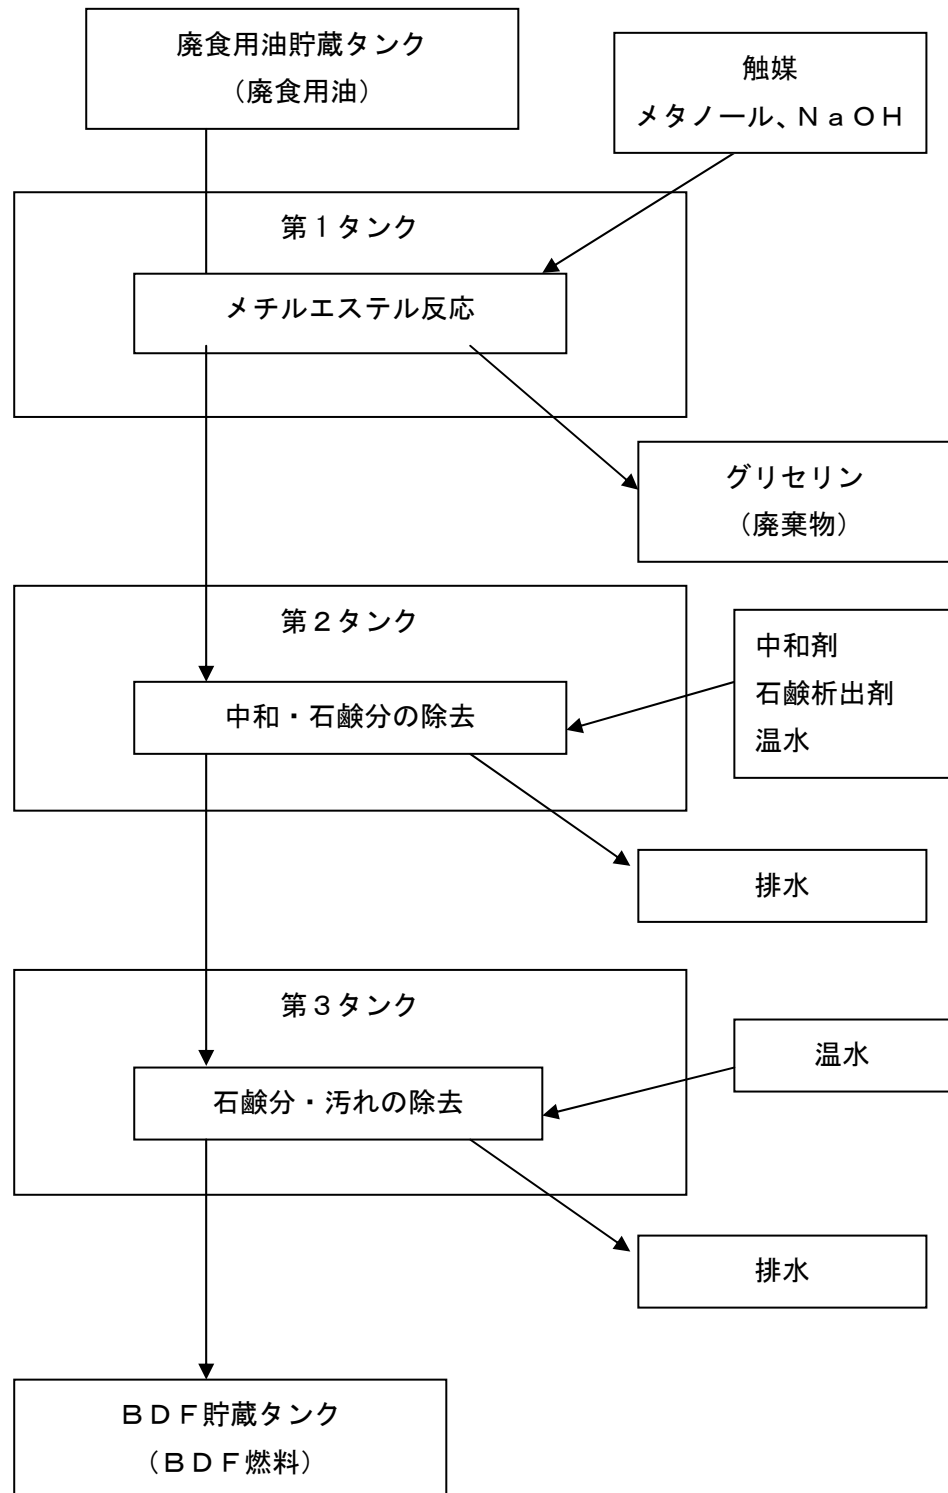 廃食用油貯蔵タンク
（廃食用油）
触媒
メタノール、ＮａＯＨ
第１タンク
メチルエステル反応
グリセリン
（廃棄物）
第２タンク
中和剤
石鹸析出剤
温水
中和・石鹸分の除去
排水
第３タンク
温水
石鹸分・汚れの除去
排水
ＢＤＦ貯蔵タンク
（ＢＤＦ燃料）